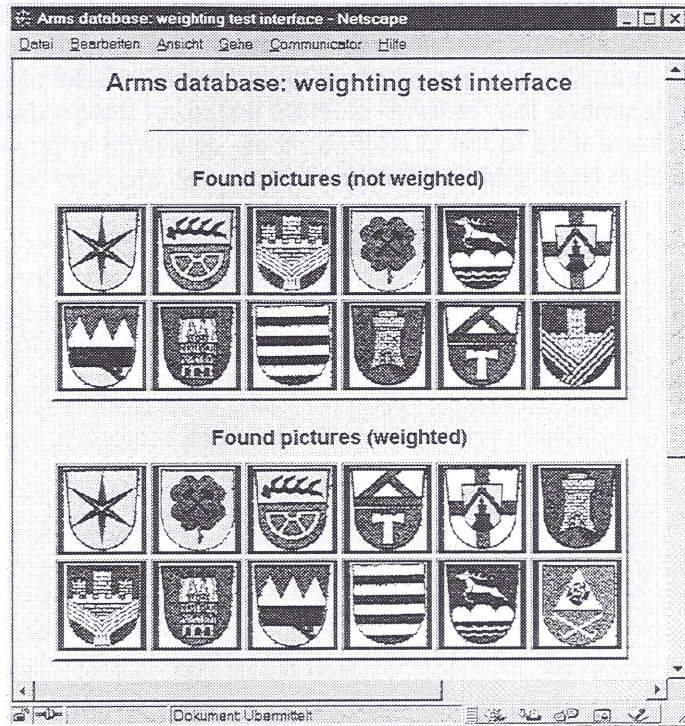 Arms database: weighting test interface - Netscape
Datei Bearbeiten Ansicht Gehe Communicator Hilfe
Arms database: weighting test interface
Found pictures (not weighted)
Found pictures (weighted)
Dokument Übermittelt